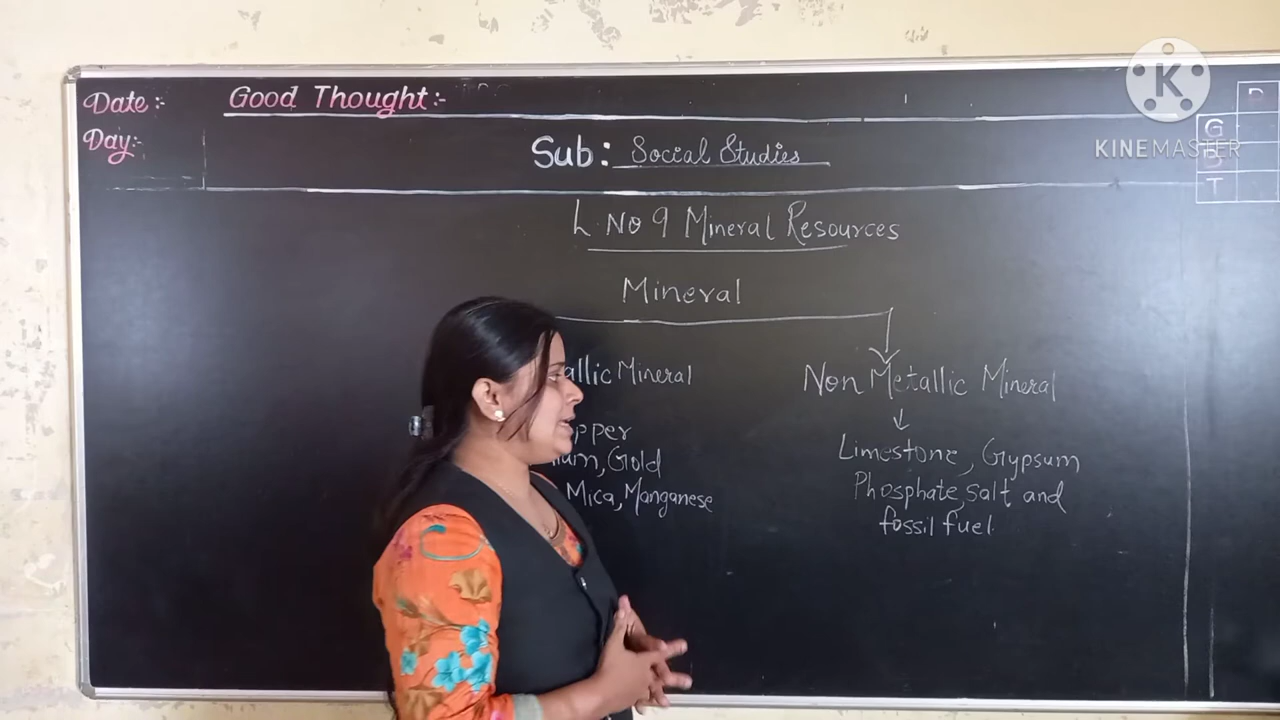 Date:- Good Thought:-
Day:-
Sub: Social Studies
L No 9 Mineral Resources
Mineral
allic Mineral
Non Metallic Mineral
pper
um, Gold
Mica, Manganese
Limestone, Gypsum
Phosphate, salt and
fossil fuel.
G
B
T
K
KINEMASTER